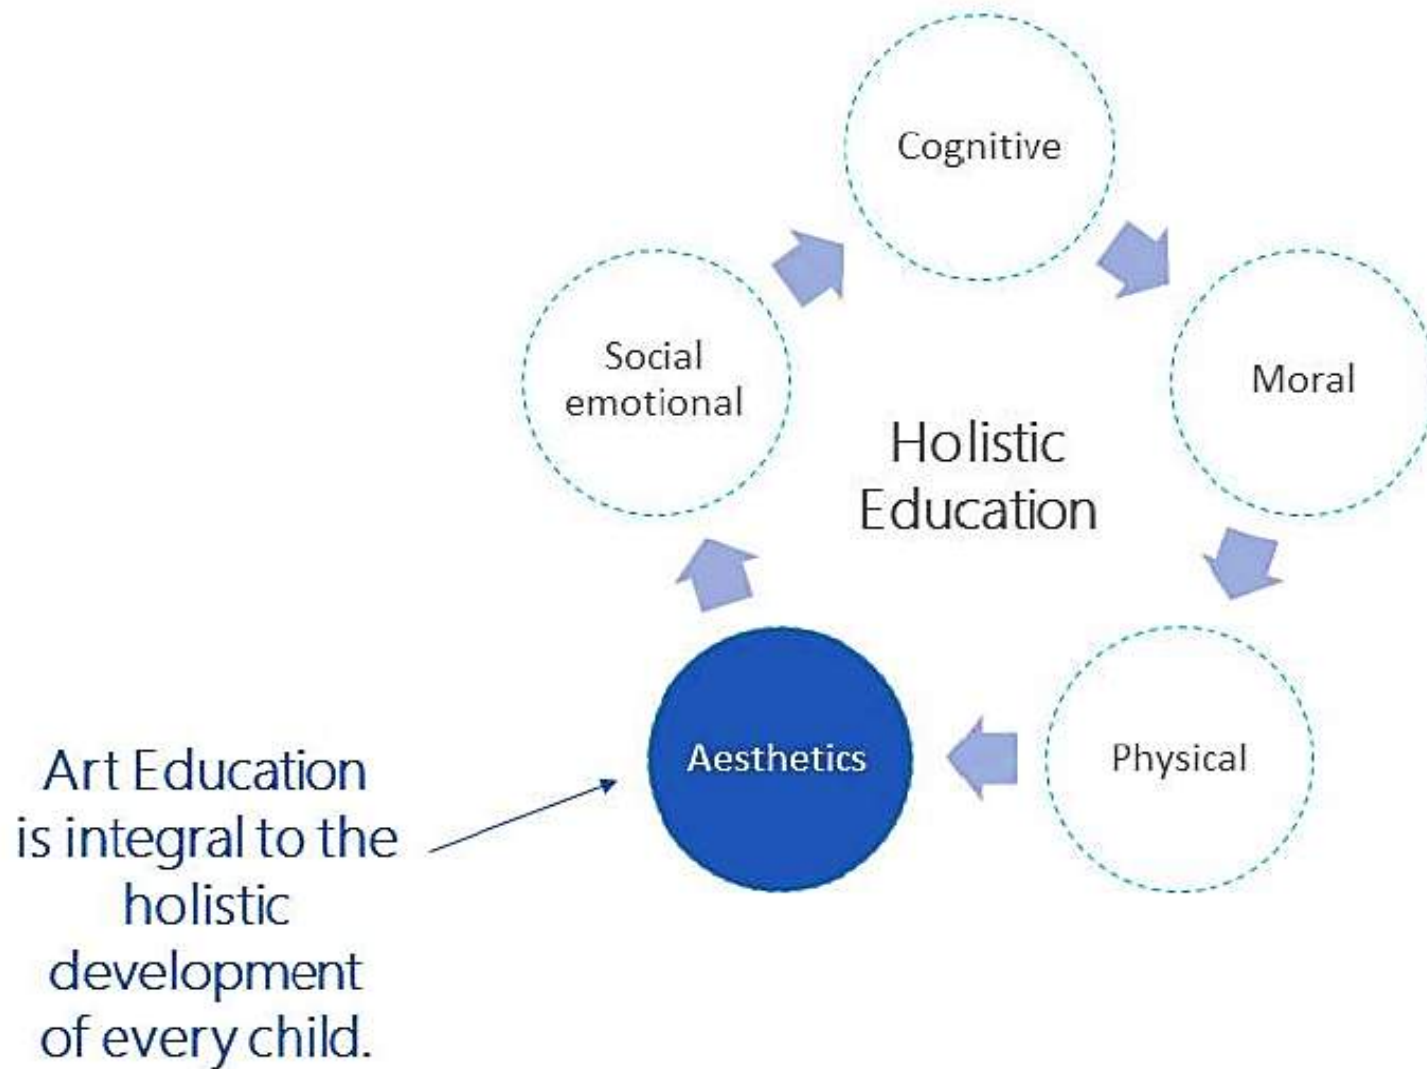 Cognitive
Social
emotional
Moral
Holistic
Education
Aesthetics
Physical
Art Education
is integral to the
holistic
development
of every child.